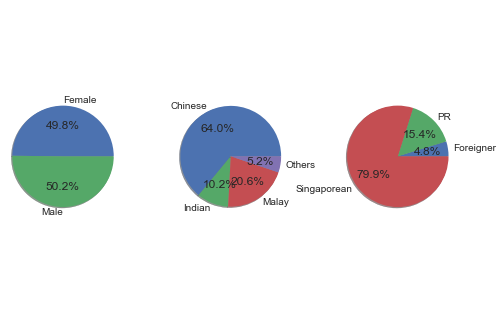 Female
49.8%
50.2%
Male
Chinese
64.0%
5.2%
Others
10.2%
20.6%
Indian
Malay
PR
15.4%
4.8%
Foreigner
79.9%
Singaporean